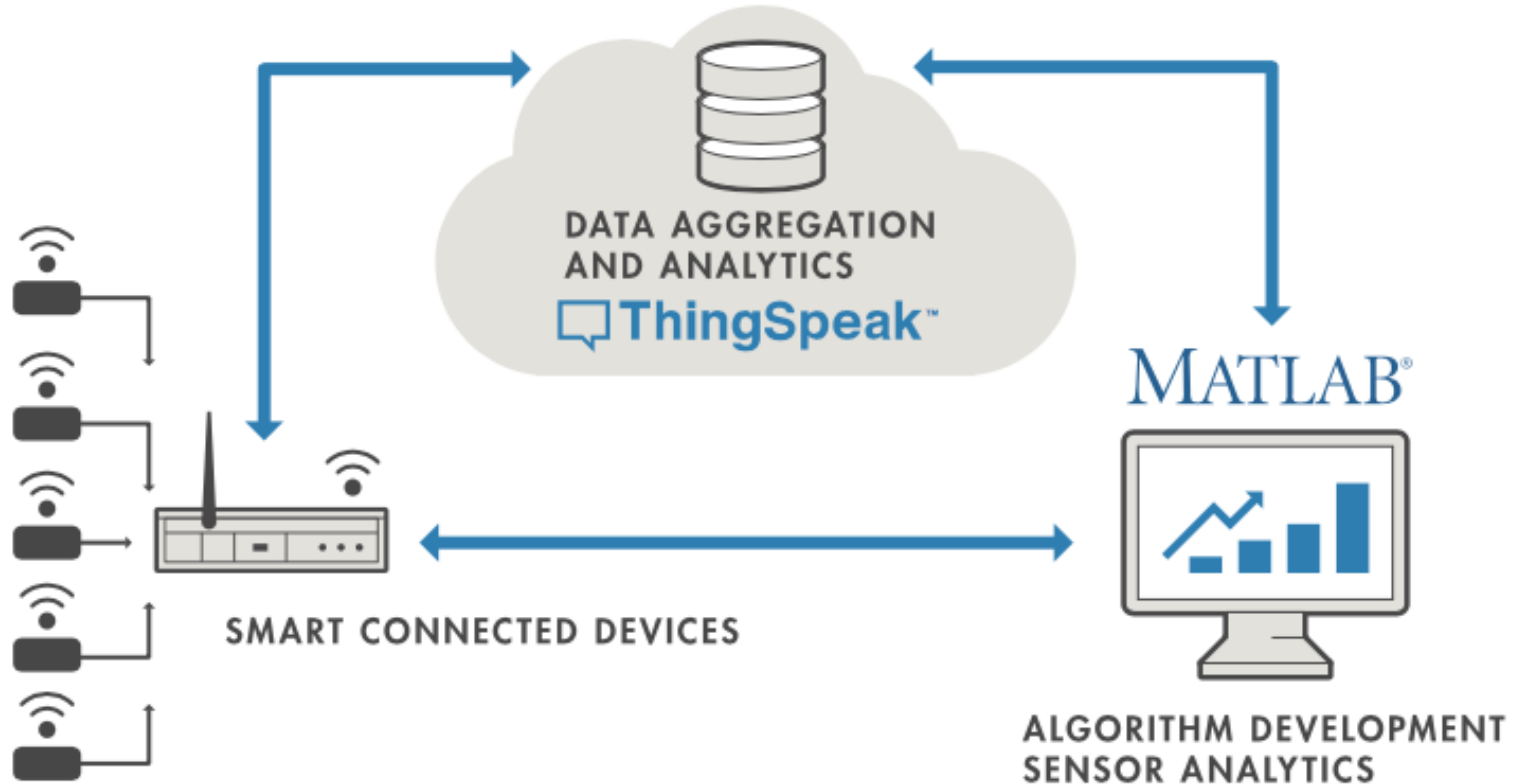 DATA AGGREGATION
AND ANALYTICS
ThingSpeak™
MATLAB®
SMART CONNECTED DEVICES
ALGORITHM DEVELOPMENT
SENSOR ANALYTICS